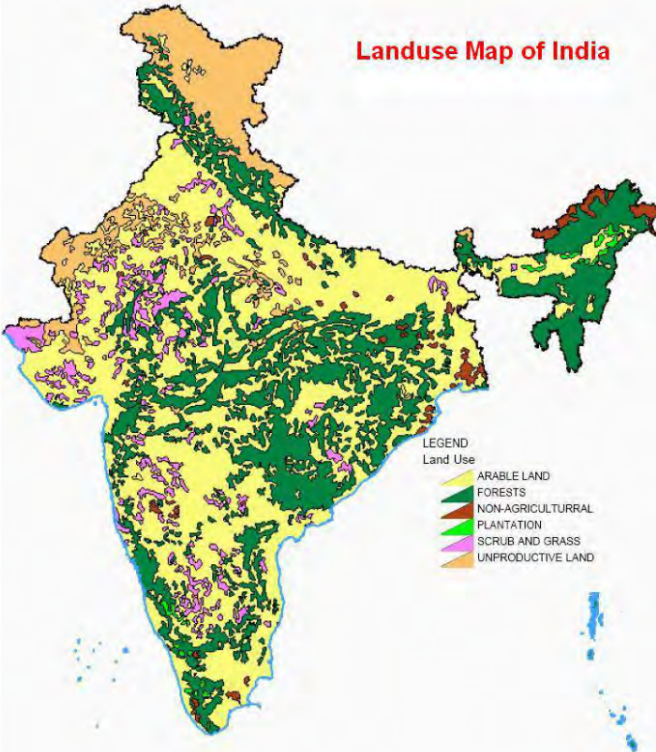 Landuse Map of India
LEGEND
Land Use
ARABLE LAND
FORESTS
NON-AGRICULTURRAL
PLANTATION
SCRUB AND GRASS
UNPRODUCTIVE LAND